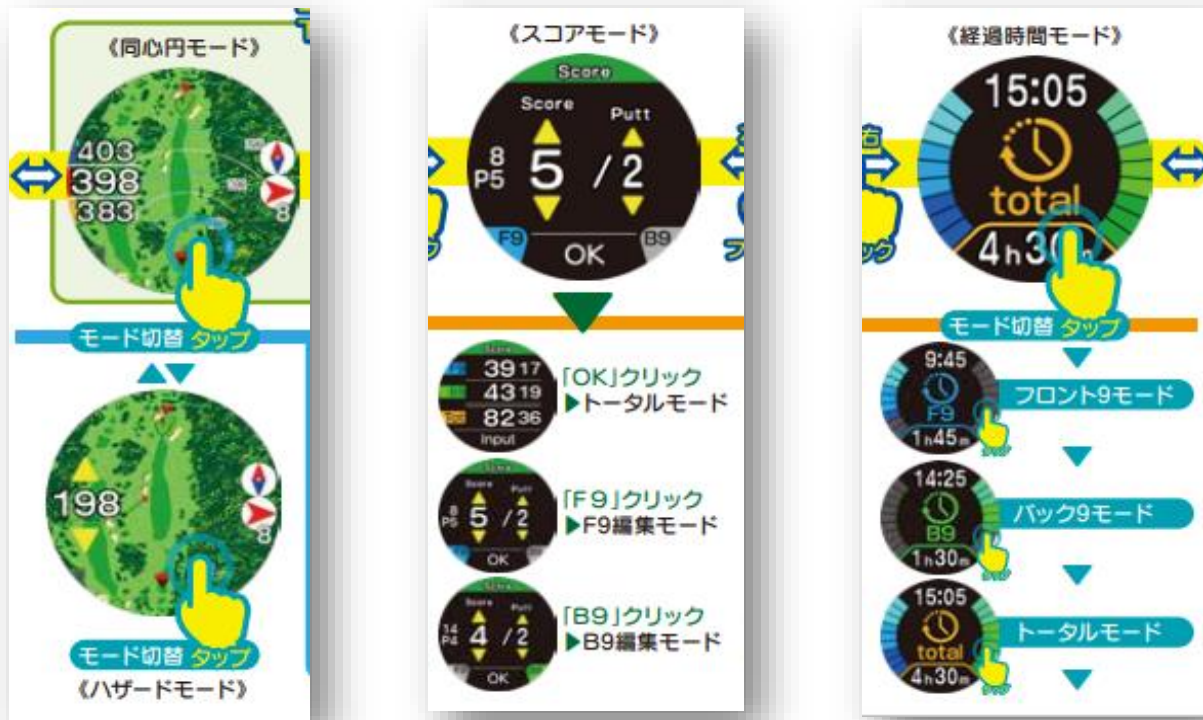 《同心円モード》
403
398
383
8
モード切替 タップ
198
8
モード切替 タップ
《ハザードモード》
《スコアモード》
Score
Score Putt
8
P5
5 / 2
F9 OK B9
Score
39 17
43 19
82 36
Input
「OK」クリック
▶トータルモード
Score
Score Putt
8
P5
5 / 2
OK
「F9」クリック
▶F9編集モード
Score
Score Putt
14
P4
4 / 2
OK
「B9」クリック
▶B9編集モード
《経過時間モード》
15:05
total
4h30
モード切替 タップ
9:45
F9
1h45m
フロント9モード
14:25
B9
1h30m
バック9モード
15:05
total
4h30m
トータルモード